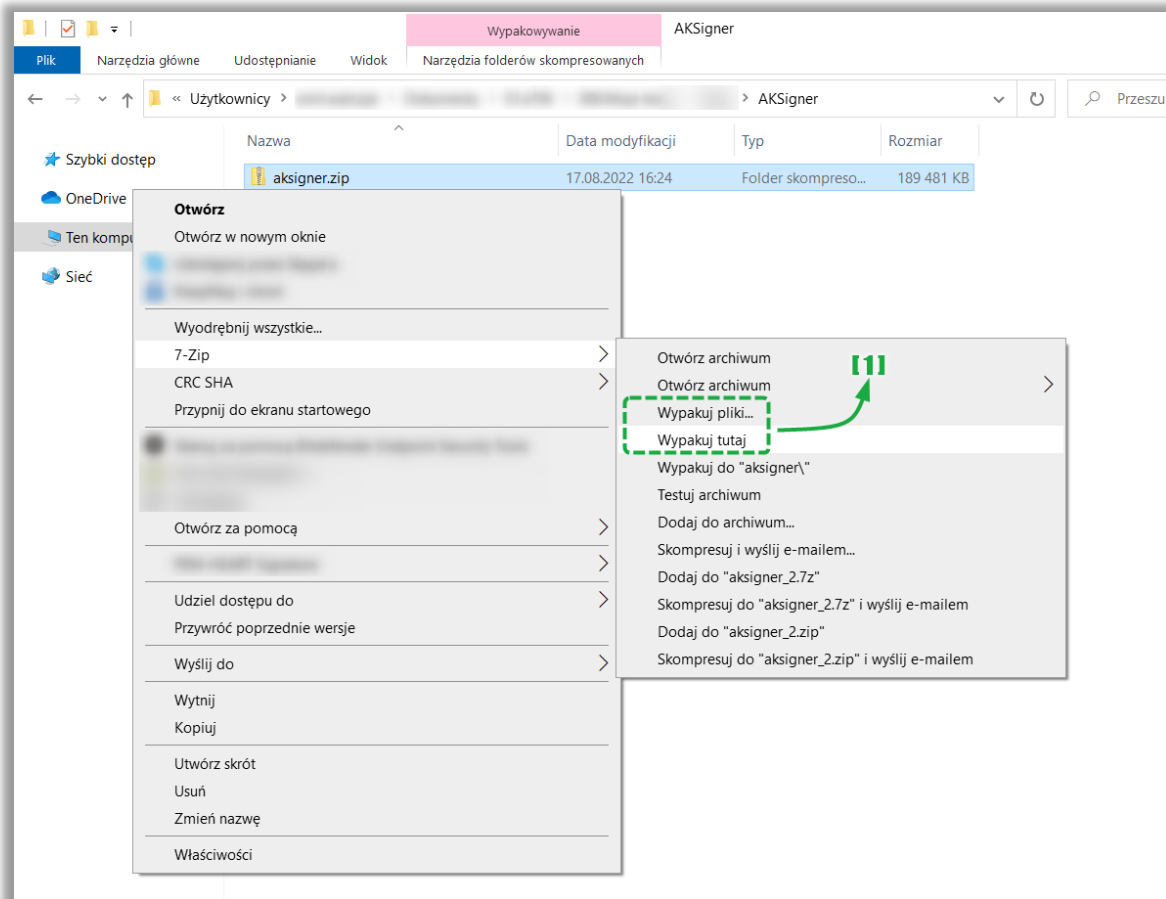 Wypakowywanie
AKSigner
Plik
Narzędzia główne
Udostępnianie
Widok
Narzędzia folderów skompresowanych
« Użytkownicy >
> AKSigner
Przeszu
Nazwa
Data modyfikacji
Typ
Rozmiar
Szybki dostęp
OneDrive
Ten kompu
Sieć
aksigner.zip
17.08.2022 16:24
Folder skompreso...
189 481 KB
Otwórz
Otwórz w nowym oknie
Wyodrębnij wszystkie...
7-Zip
CRC SHA
Przypnij do ekranu startowego
Otwórz za pomocą
Udziel dostępu do
Przywróć poprzednie wersje
Wyślij do
Wytnij
Kopiuj
Utwórz skrót
Usuń
Zmień nazwę
Właściwości
Otwórz archiwum
[1]
Otwórz archiwum
Wypakuj pliki...
Wypakuj tutaj
Wypakuj do "aksigner\"
Testuj archiwum
Dodaj do archiwum...
Skompresuj i wyślij e-mailem...
Dodaj do "aksigner_2.7z"
Skompresuj do "aksigner_2.7z" i wyślij e-mailem
Dodaj do "aksigner_2.zip"
Skompresuj do "aksigner_2.zip" i wyślij e-mailem